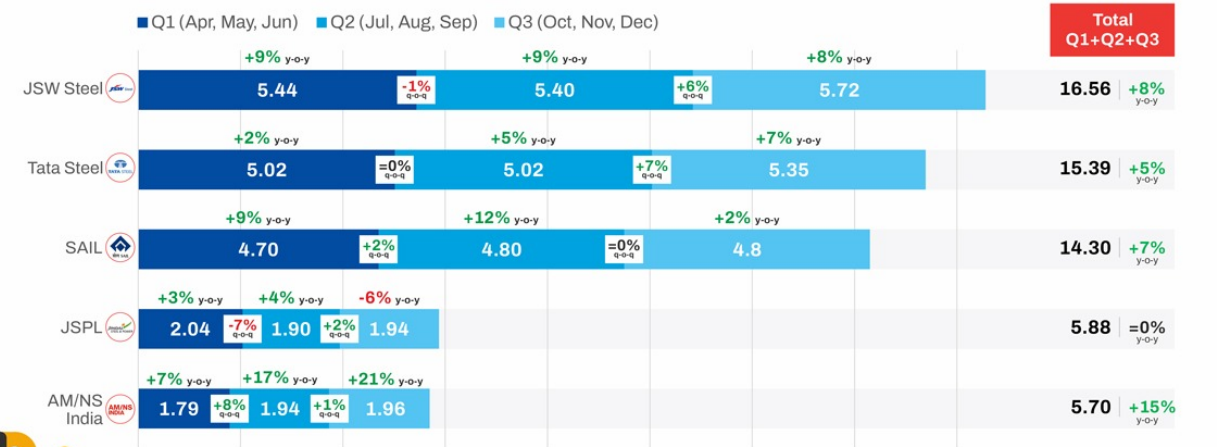 Q1 (Apr, May, Jun) Q2 (Jul, Aug, Sep) Q3 (Oct, Nov, Dec)
Total
Q1+Q2+Q3
+9% y-o-y +9% y-o-y +8% y-o-y
JSW Steel 5.44 -1% 5.40 +6% 5.72 16.56 +8%
q-o-q q-o-q y-o-y
+2% y-o-y +5% y-o-y +7% y-o-y
Tata Steel TATA STEEL 5.02 =0% 5.02 +7% 5.35 15.39 +5%
q-o-q q-o-q y-o-y
+9% y-o-y +12% y-o-y +2% y-o-y
SAIL 4.70 +2% 4.80 =0% 4.8 14.30 +7%
q-o-q q-o-q y-o-y
+3% y-o-y +4% y-o-y -6% y-o-y
JSPL 2.04 -7% 1.90 +2% 1.94 5.88 =0%
q-o-q q-o-q y-o-y
+7% y-o-y +17% y-o-y +21% y-o-y
AM/NS
India AM/NS INDIA 1.79 +8% 1.94 +1% 1.96 5.70 +15%
q-o-q q-o-q y-o-y